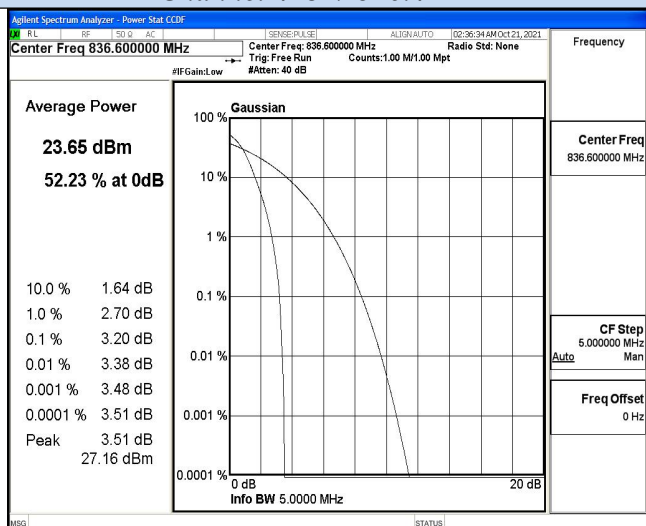 Agilent Spectrum Analyzer - Power Stat CCDF
LXI RL RF 50 Ω AC SENSE:PULSE ALIGN AUTO 02:36:34 AM Oct 21, 2021
Center Freq 836.600000 MHz Center Freq: 836.600000 MHz Radio Std: None Frequency
Trig: Free Run Counts:1.00 M/1.00 Mpt
#IFGain:Low #Atten: 40 dB
Average Power
23.65 dBm
52.23 % at 0dB
10.0 % 1.64 dB
1.0 % 2.70 dB
0.1 % 3.20 dB
0.01 % 3.38 dB
0.001 % 3.48 dB
0.0001 % 3.51 dB
Peak 3.51 dB
27.16 dBm
Gaussian
100 %
10 %
1 %
0.1 %
0.01 %
0.001 %
0.0001 %
0 dB 20 dB
Info BW 5.0000 MHz
Center Freq
836.600000 MHz
CF Step
5.000000 MHz
Auto Man
Freq Offset
0 Hz
MSG STATUS